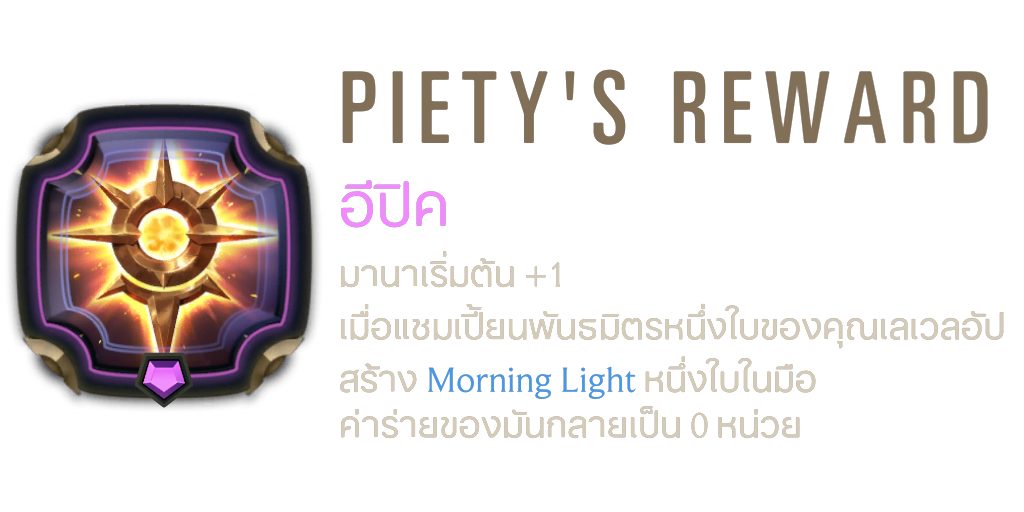 PIETY'S REWARD
อีปิค
มานาเริ่มต้น +1
เมื่อแชมเปี้ยนพันธมิตรหนึ่งใบของคุณเลเวลอัป
สร้าง Morning Light หนึ่งใบในมือ
ค่าร่ายของมันกลายเป็น 0 หน่วย